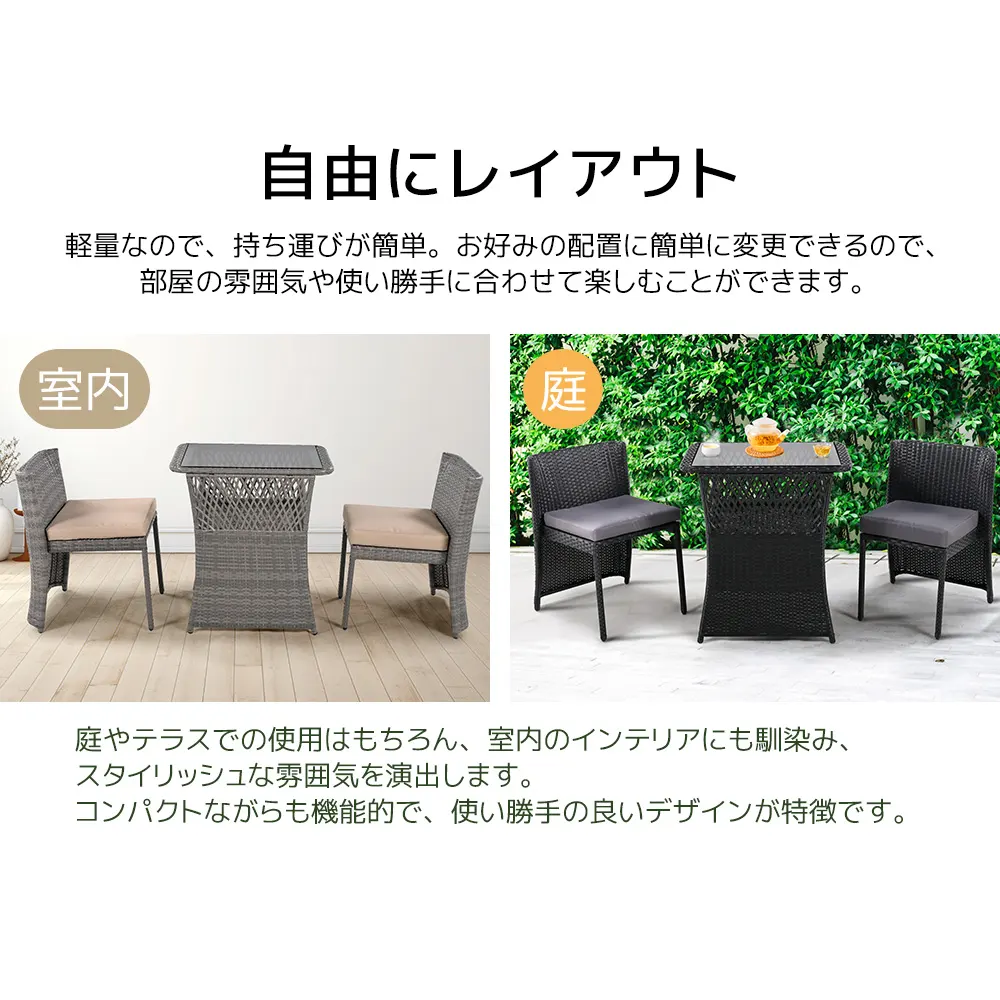 自由にレイアウト
軽量なので、持ち運びが簡単。お好みの配置に簡単に変更できるので、
部屋の雰囲気や使い勝手に合わせて楽しむことができます。
室内
庭
庭やテラスでの使用はもちろん、室内のインテリアにも馴染み、
スタイリッシュな雰囲気を演出します。
コンパクトながらも機能的で、使い勝手の良いデザインが特徴です。